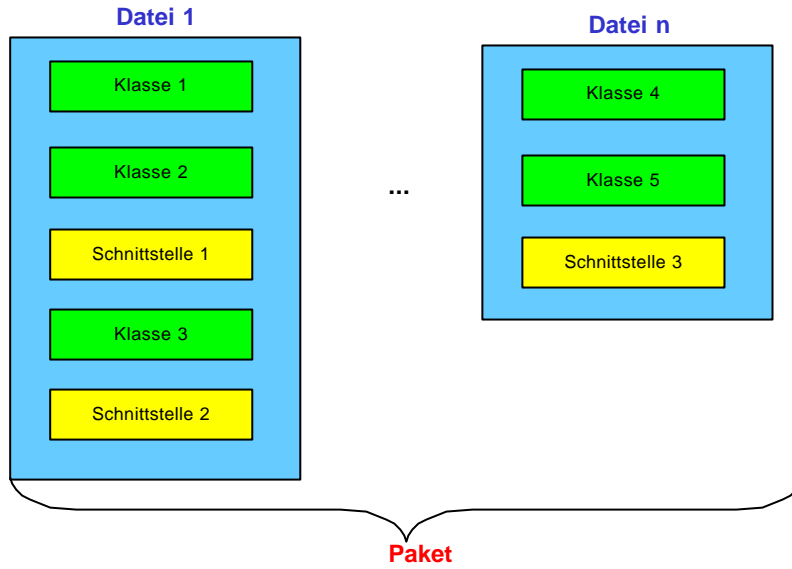 Datei 1
Klasse 1
Klasse 2
Schnittstelle 1
Klasse 3
Schnittstelle 2
...
Datei n
Klasse 4
Klasse 5
Schnittstelle 3
Paket